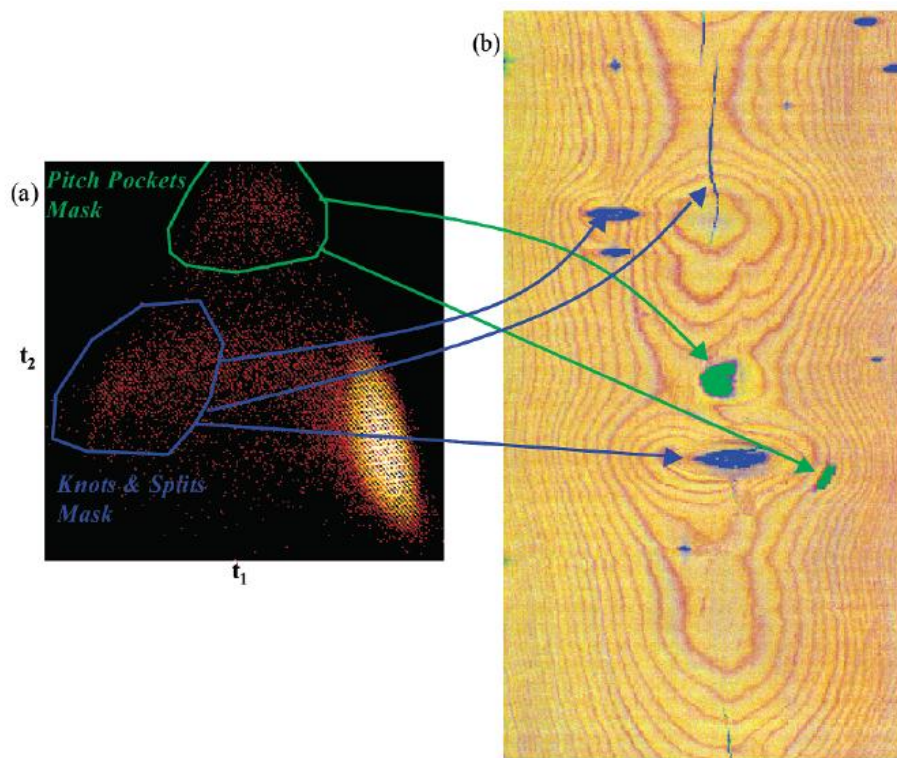 (b)
(a)
Pitch Pockets
Mask
t2
Knots & Splits
Mask
t1